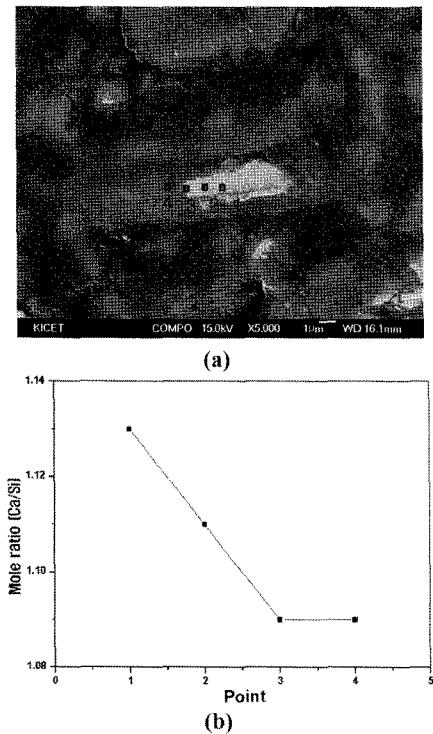 KICET COMPO 15.0kV X5,000 1μm WD 16.1mm
(a)
1.14
1.12
1.10
1.08
Mole ratio [Ca/Si]
0 1 2 3 4 5
Point
(b)